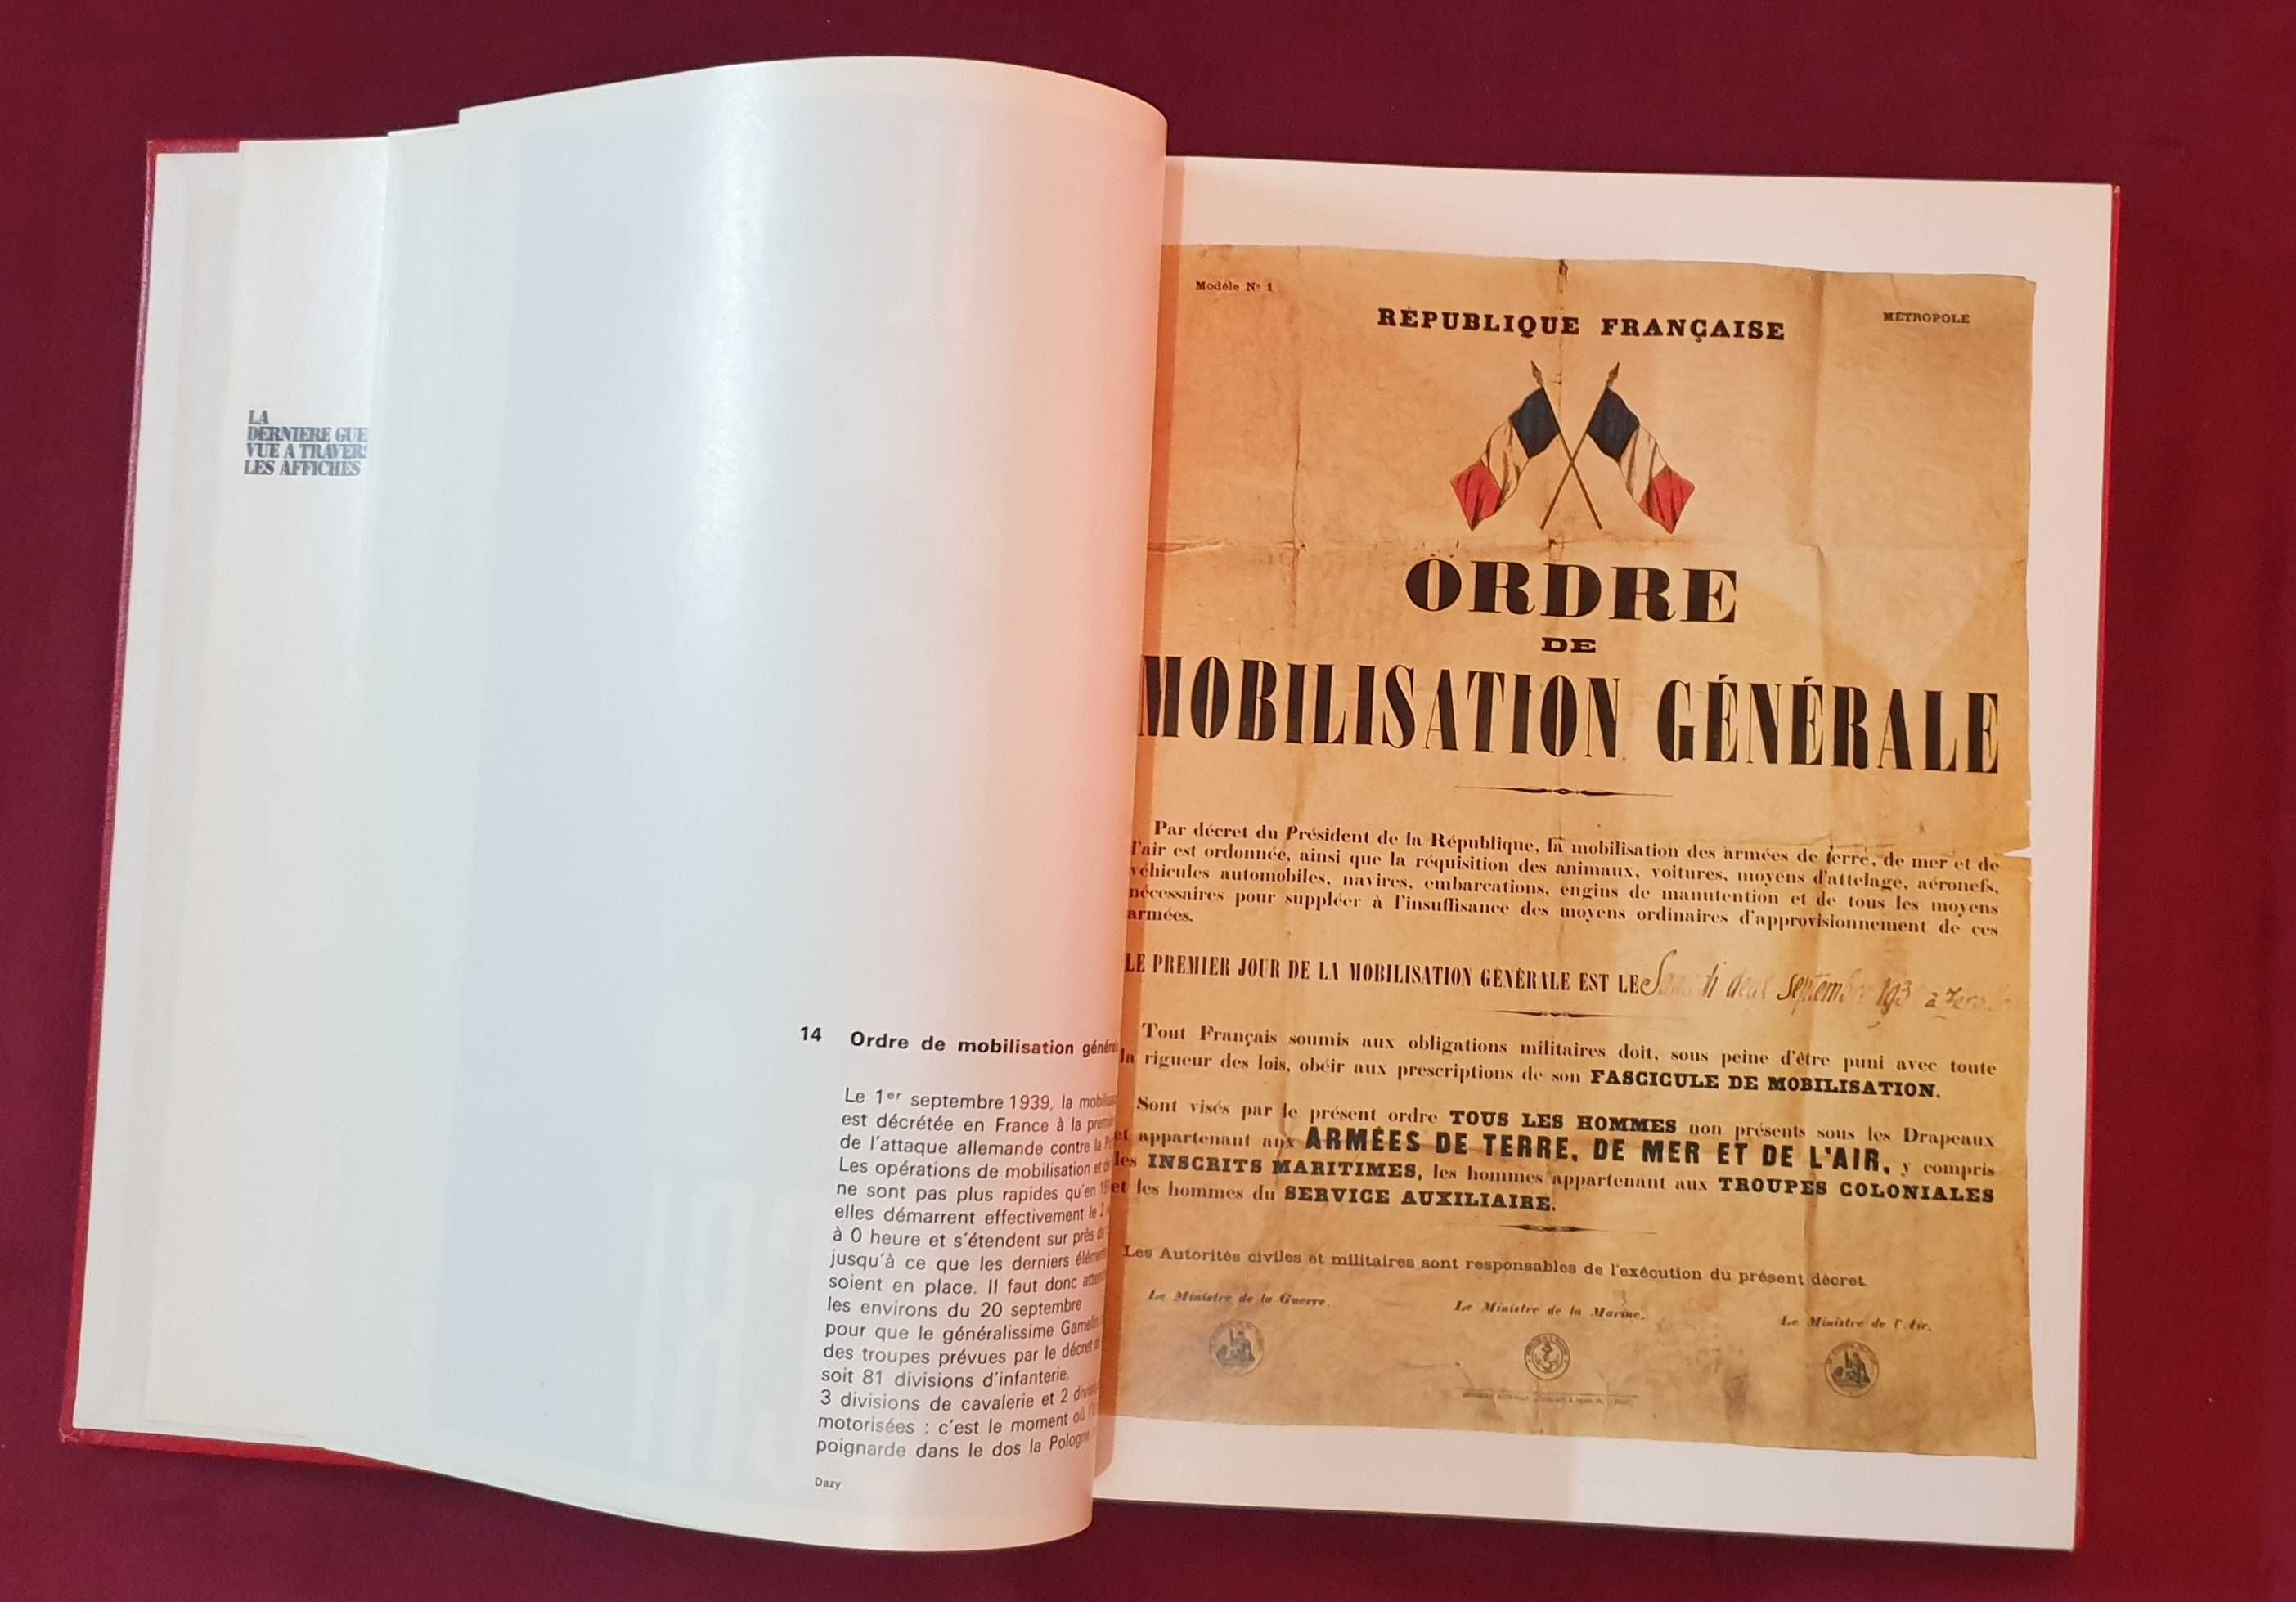 LA
DERNIERE GUE
VUE A TRAVERS
LES AFFICHES
14 Ordre de mobilisation
Le 1er septembre 1939, la
est décrétée en France à la
de l'attaque allemande contre la
Les opérations de mobilisation et
ne sont pas plus rapides qu'en
elles démarrent effectivement le 2
à 0 heure et s'étendent sur près de
jusqu'à ce que les derniers
soient en place. Il faut donc
les environs du 20 septembre
pour que le généralissime Gamelin
des troupes prévues par le décret
soit 81 divisions d'infanterie,
3 divisions de cavalerie et 2
motorisées : c'est le moment où
poignarde dans le dos la Pologne
Dazy
Modèle No 1
RÉPUBLIQUE FRANÇAISE
MÉTROPOLE
ORDRE
DE
MOBILISATION GÉNÉRALE
Par décret du Président de la République, la mobilisation des armées de terre, de mer et de
l'air est ordonnée, ainsi que la réquisition des animaux, voitures, moyens d'attelage, aéronefs,
véhicules automobiles, navires, embarcations, engins de manutention et de tous les moyens
nécessaires pour suppléer à l'insuffisance des moyens ordinaires d'approvisionnement de ces
armées.
LE PREMIER JOUR DE LA MOBILISATION GÉNÉRALE EST LE à
Tout Français soumis aux obligations militaires doit, sous peine d'être puni avec toute
la rigueur des lois, obéir aux prescriptions de son FASCICULE DE MOBILISATION.
Sont visés par le présent ordre TOUS LES HOMMES non présents sous les Drapeaux
et appartenant aux ARMÉES DE TERRE, DE MER ET DE L'AIR, y compris
les INSCRITS MARITIMES, les hommes appartenant aux TROUPES COLONIALES
et les hommes du SERVICE AUXILIAIRE.
Les Autorités civiles et militaires sont responsables de l'exécution du présent décret.
Le Ministre de la Guerre.
Le Ministre de la Marine.
Le Ministre de l'Air.